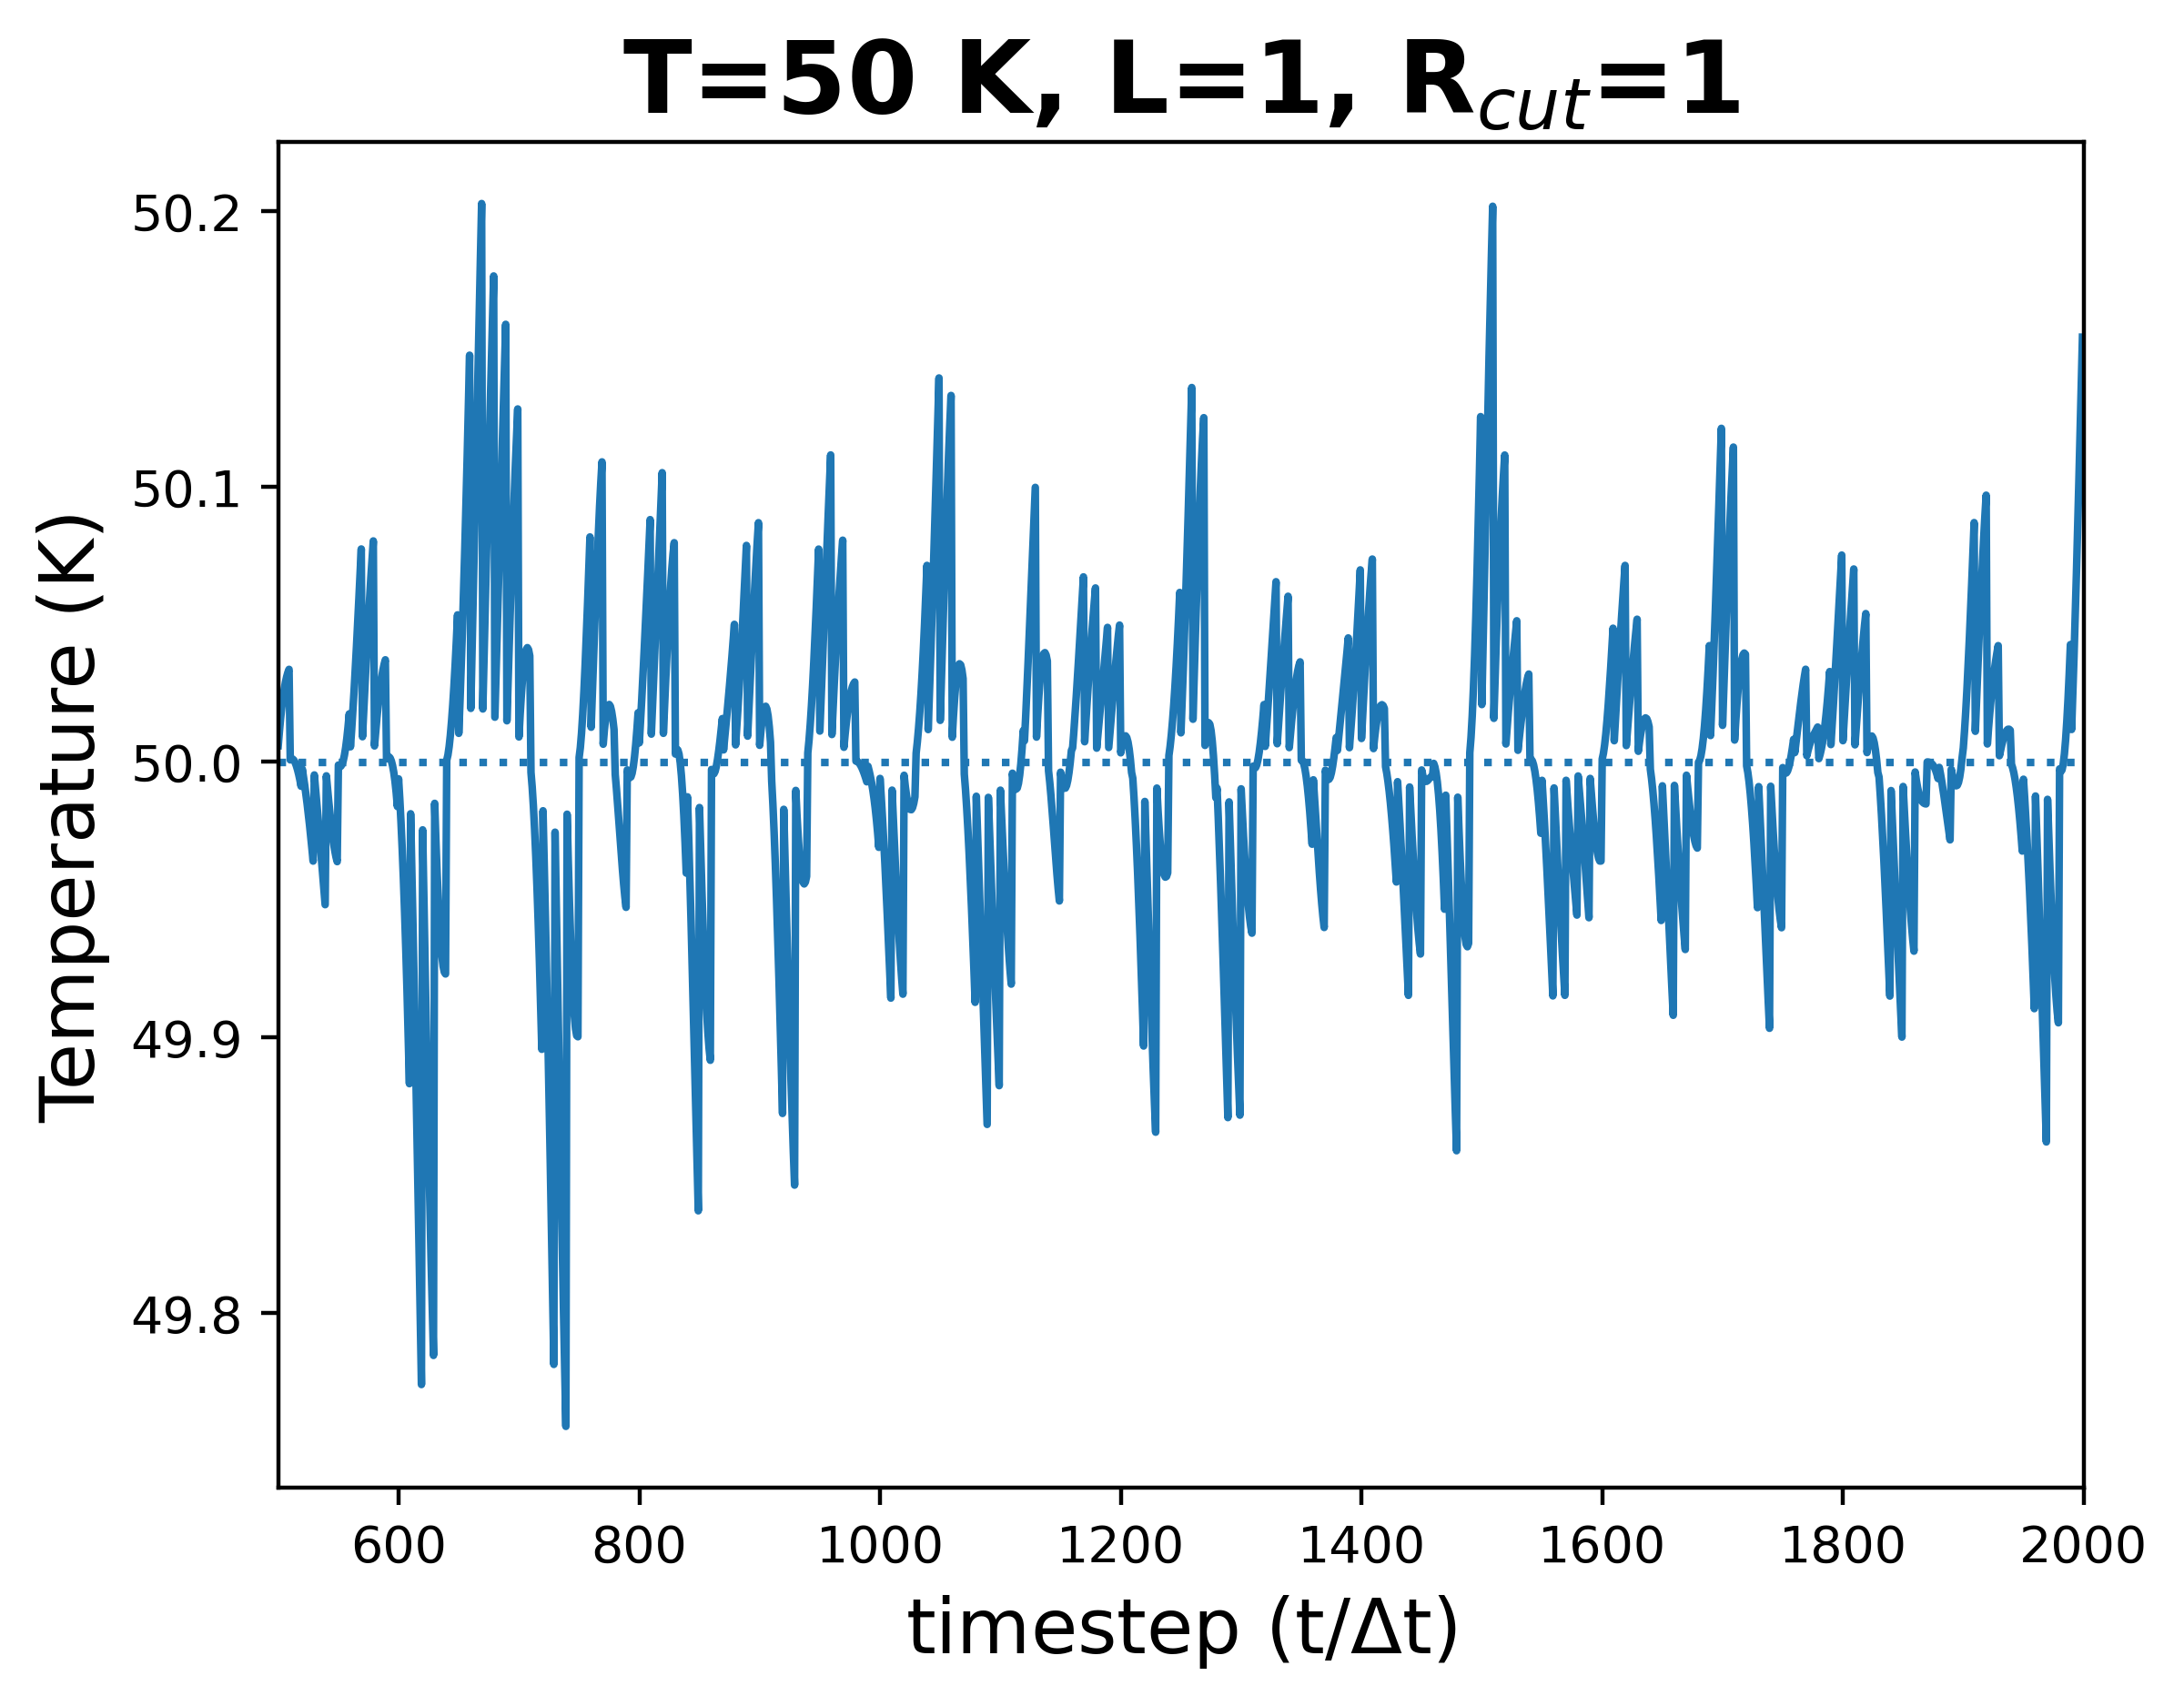 T=50 K, L=1, Rcut=1
Temperature (K)
50.2
50.1
50.0
49.9
49.8
600 800 1000 1200 1400 1600 1800 2000
timestep (t/Δt)